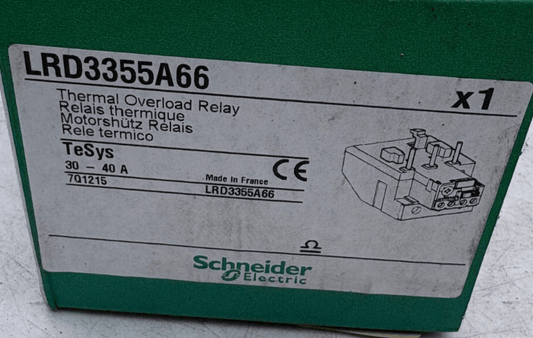 LRD3355A66
x1
Thermal Overload Relay
Relais thermique
Motorshütz Relais
Rele termico
TeSys
30 – 40 A
7Q1215
Made In France
LRD3355A66
CE
Schneider
Electric